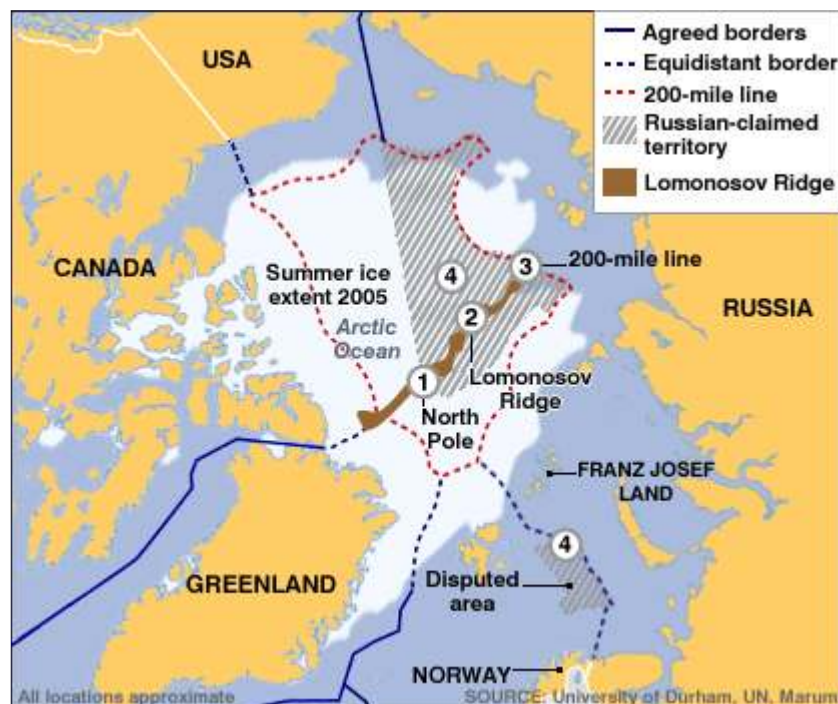 Agreed borders
Equidistant border
200-mile line
Russian-claimed
territory
Lomonosov Ridge
USA
CANADA
Summer ice
extent 2005
Arctic
Ocean
4
3
200-mile line
2
RUSSIA
1
Lomonosov
Ridge
North
Pole
FRANZ JOSEF
LAND
4
GREENLAND
Disputed
area
NORWAY
All locations approximate
SOURCE: University of Durham, UN, Marum